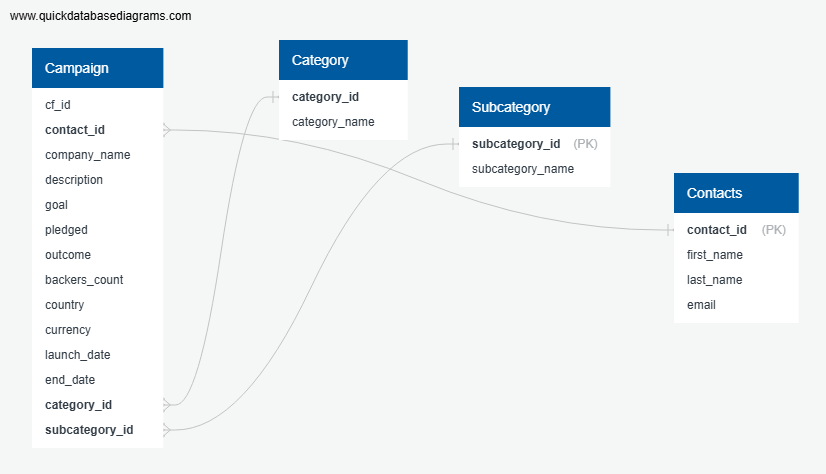 www.quickdatabasediagrams.com
Campaign
cf_id
contact_id
company_name
description
goal
pledged
outcome
backers_count
country
currency
launch_date
end_date
category_id
subcategory_id
Category
category_id
category_name
Subcategory
subcategory_id (PK)
subcategory_name
Contacts
contact_id (PK)
first_name
last_name
email